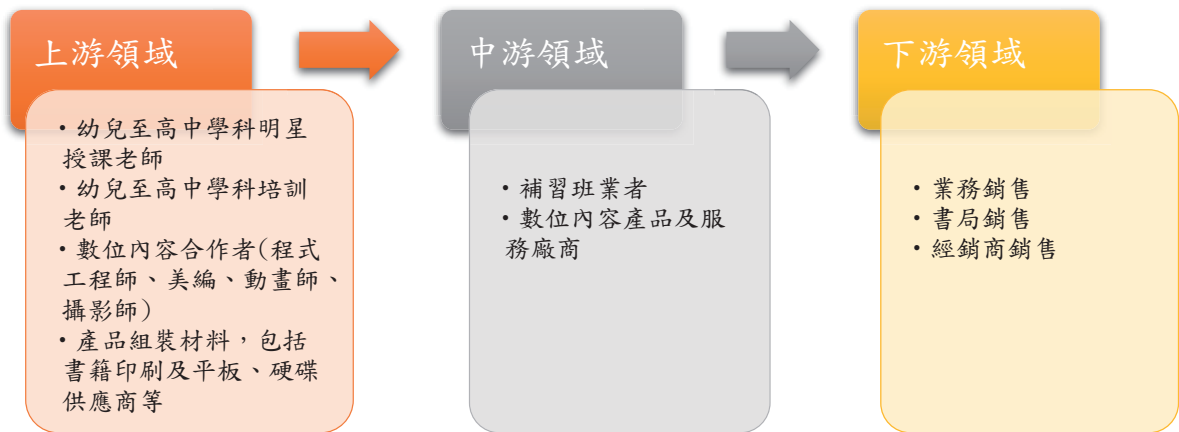 上游領域
・幼兒至高中學科明星
授課老師
・幼兒至高中學科培訓
老師
・數位內容合作者(程式
工程師、美編、動畫師、
攝影師)
・產品組裝材料，包括
書籍印刷及平板、硬碟
供應商等
中游領域
・補習班業者
・數位內容產品及服
務廠商
下游領域
・業務銷售
・書局銷售
・經銷商銷售